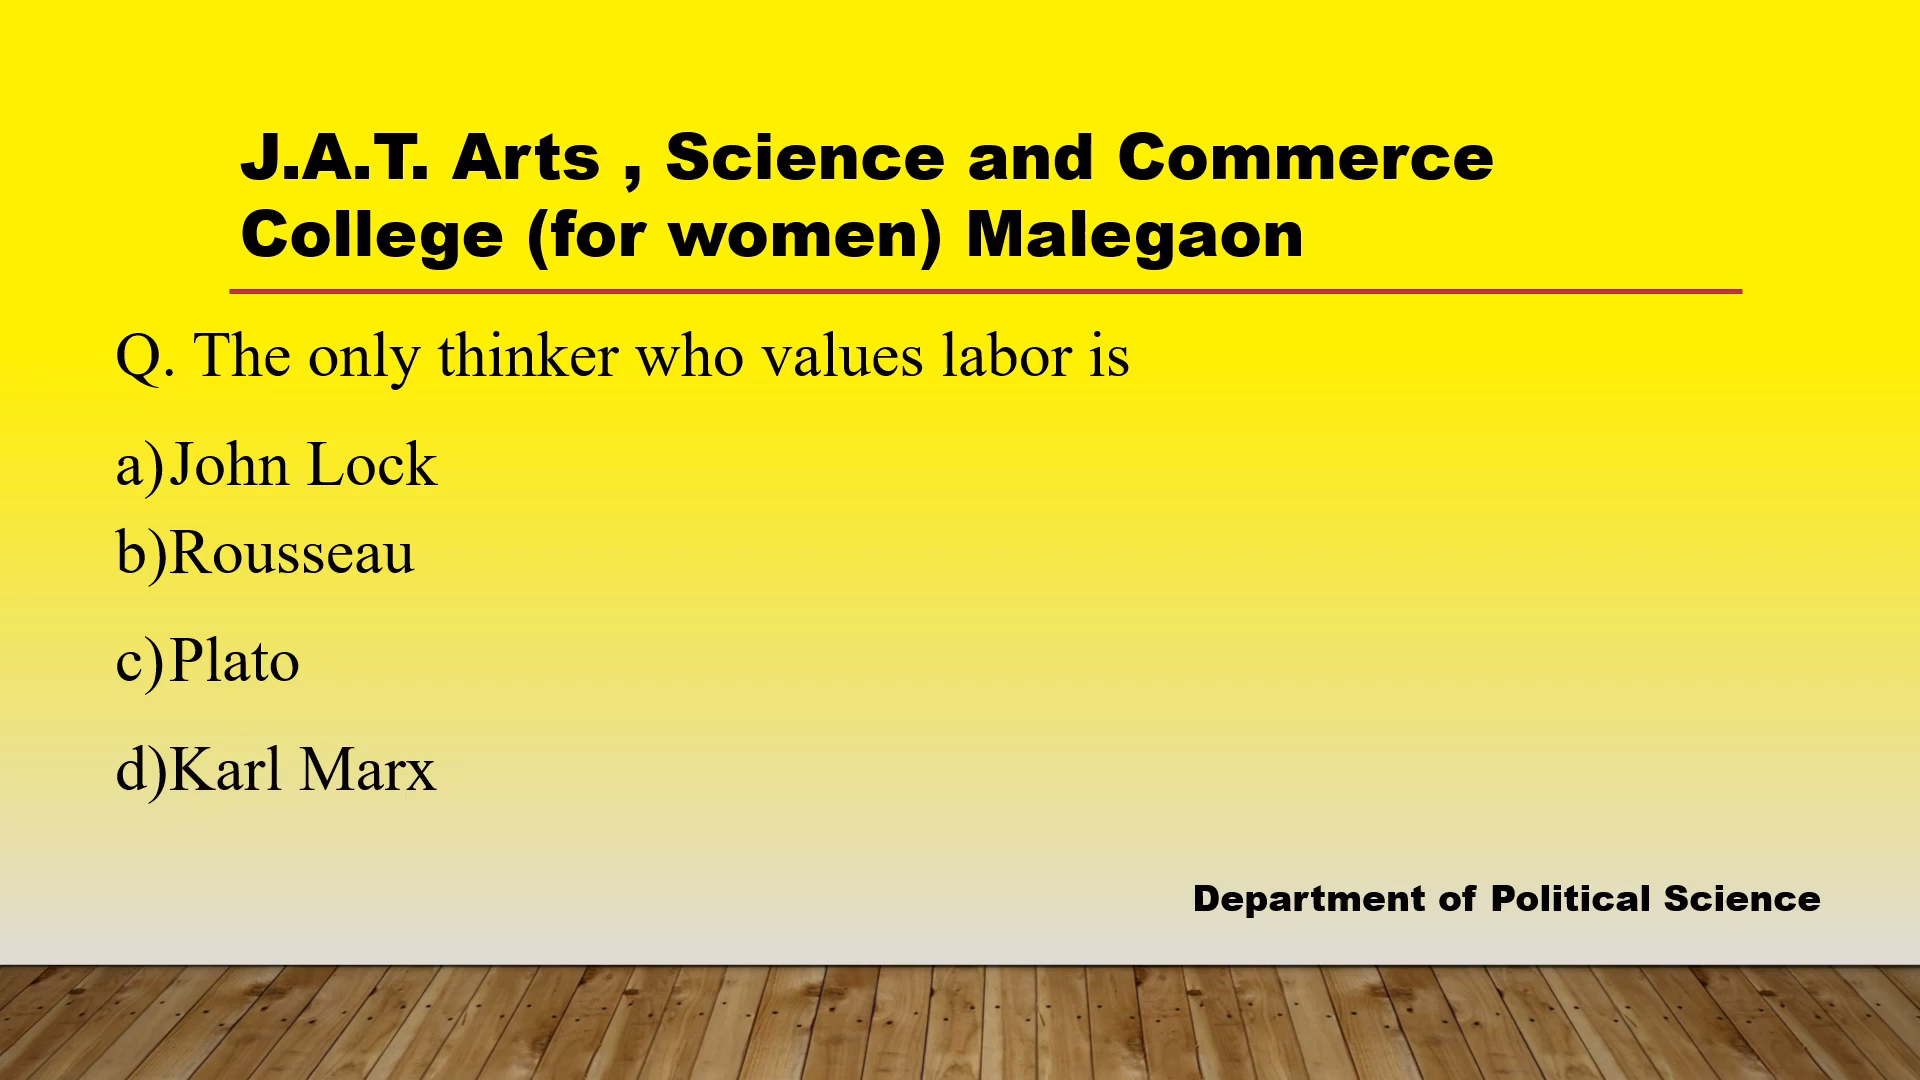 J.A.T. Arts , Science and Commerce
College (for women) Malegaon
Q. The only thinker who values labor is
a) John Lock
b)Rousseau
c) Plato
d)Karl Marx
Department of Political Science